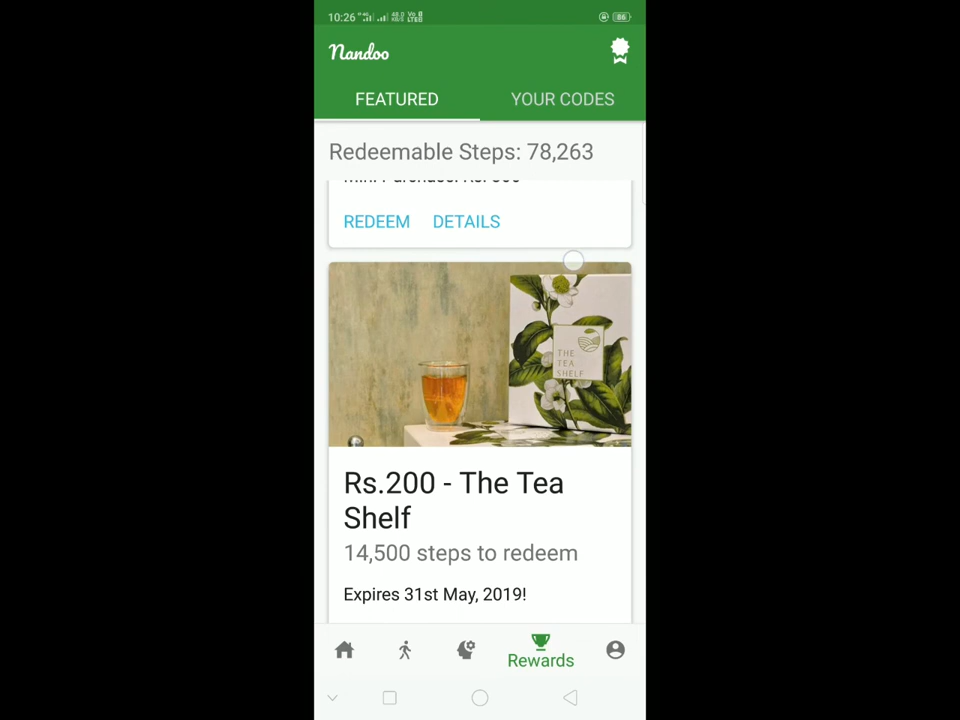 10:26
86
Nandoo
FEATURED
YOUR CODES
Redeemable Steps: 78,263
REDEEM
DETAILS
THE
TEA
SHELF
Rs.200 - The Tea
Shelf
14,500 steps to redeem
Expires 31st May, 2019!
Rewards